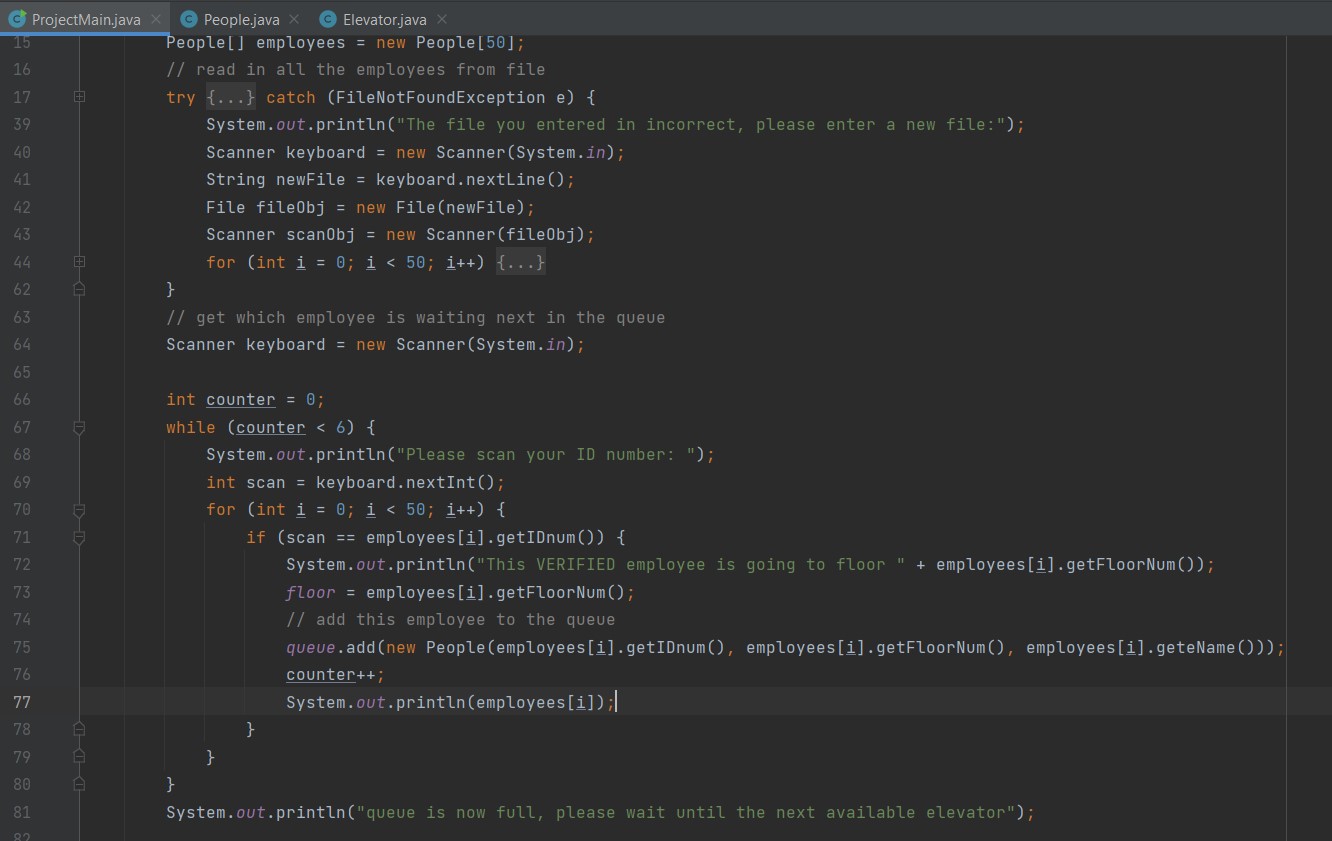 ProjectMain.java × People.java × Elevator.java ×
15 People[] employees = new People[50];
16 // read in all the employees from file
17 try {...} catch (FileNotFoundException e) {
39 System.out.println("The file you entered in incorrect, please enter a new file:");
40 Scanner keyboard = new Scanner(System.in);
41 String newFile = keyboard.nextLine();
42 File fileObj = new File(newFile);
43 Scanner scanObj = new Scanner(fileObj);
44 for (int i = 0; i < 50; i++) {...}
62 }
63 // get which employee is waiting next in the queue
64 Scanner keyboard = new Scanner(System.in);
65
66 int counter = 0;
67 while (counter < 6) {
68 System.out.println("Please scan your ID number: ");
69 int scan = keyboard.nextInt();
70 for (int i = 0; i < 50; i++) {
71 if (scan == employees[i].getIDnum()) {
72 System.out.println("This VERIFIED employee is going to floor " + employees[i].getFloorNum());
73 floor = employees[i].getFloorNum();
74 // add this employee to the queue
75 queue.add(new People(employees[i].getIDnum(), employees[i].getFloorNum(), employees[i].geteName()));
76 counter++;
77 System.out.println(employees[i]);
78 }
79 }
80 }
81 System.out.println("queue is now full, please wait until the next available elevator");
82